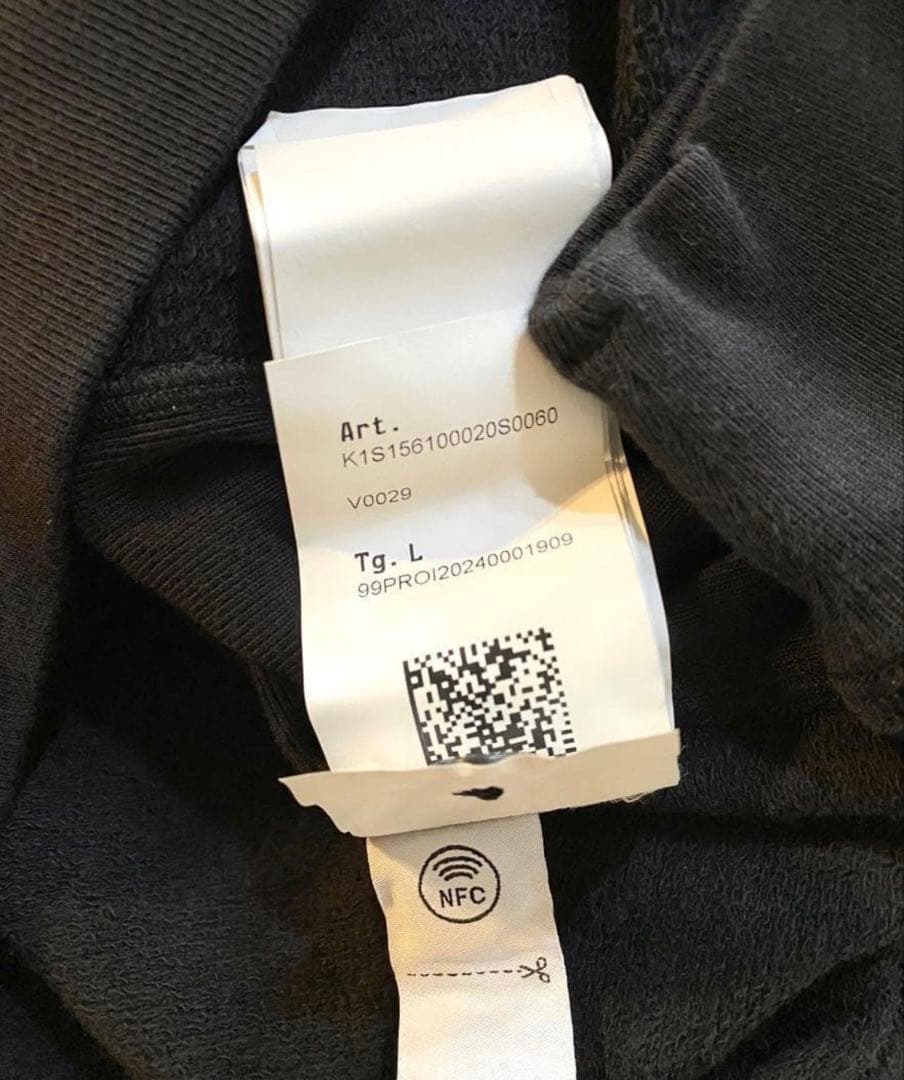 Art.
K1S156100020S0060
V0029
Tg. L
99PROI20240001909
NFC